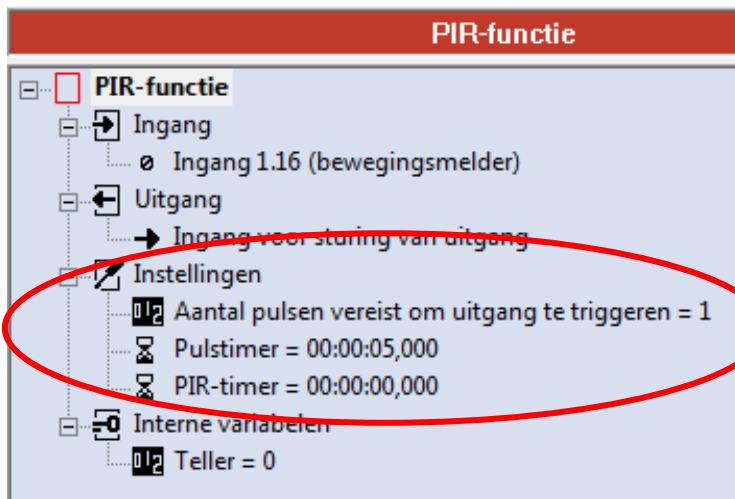 PIR-functie
PIR-functie
Ingang
Ingang 1.16 (bewegingsmelder)
Uitgang
Ingang voor sturing van uitgang
Instellingen
Aantal pulsen vereist om uitgang te triggeren = 1
Pulstimer = 00:00:05,000
PIR-timer = 00:00:00,000
Interne variabelen
Teller = 0